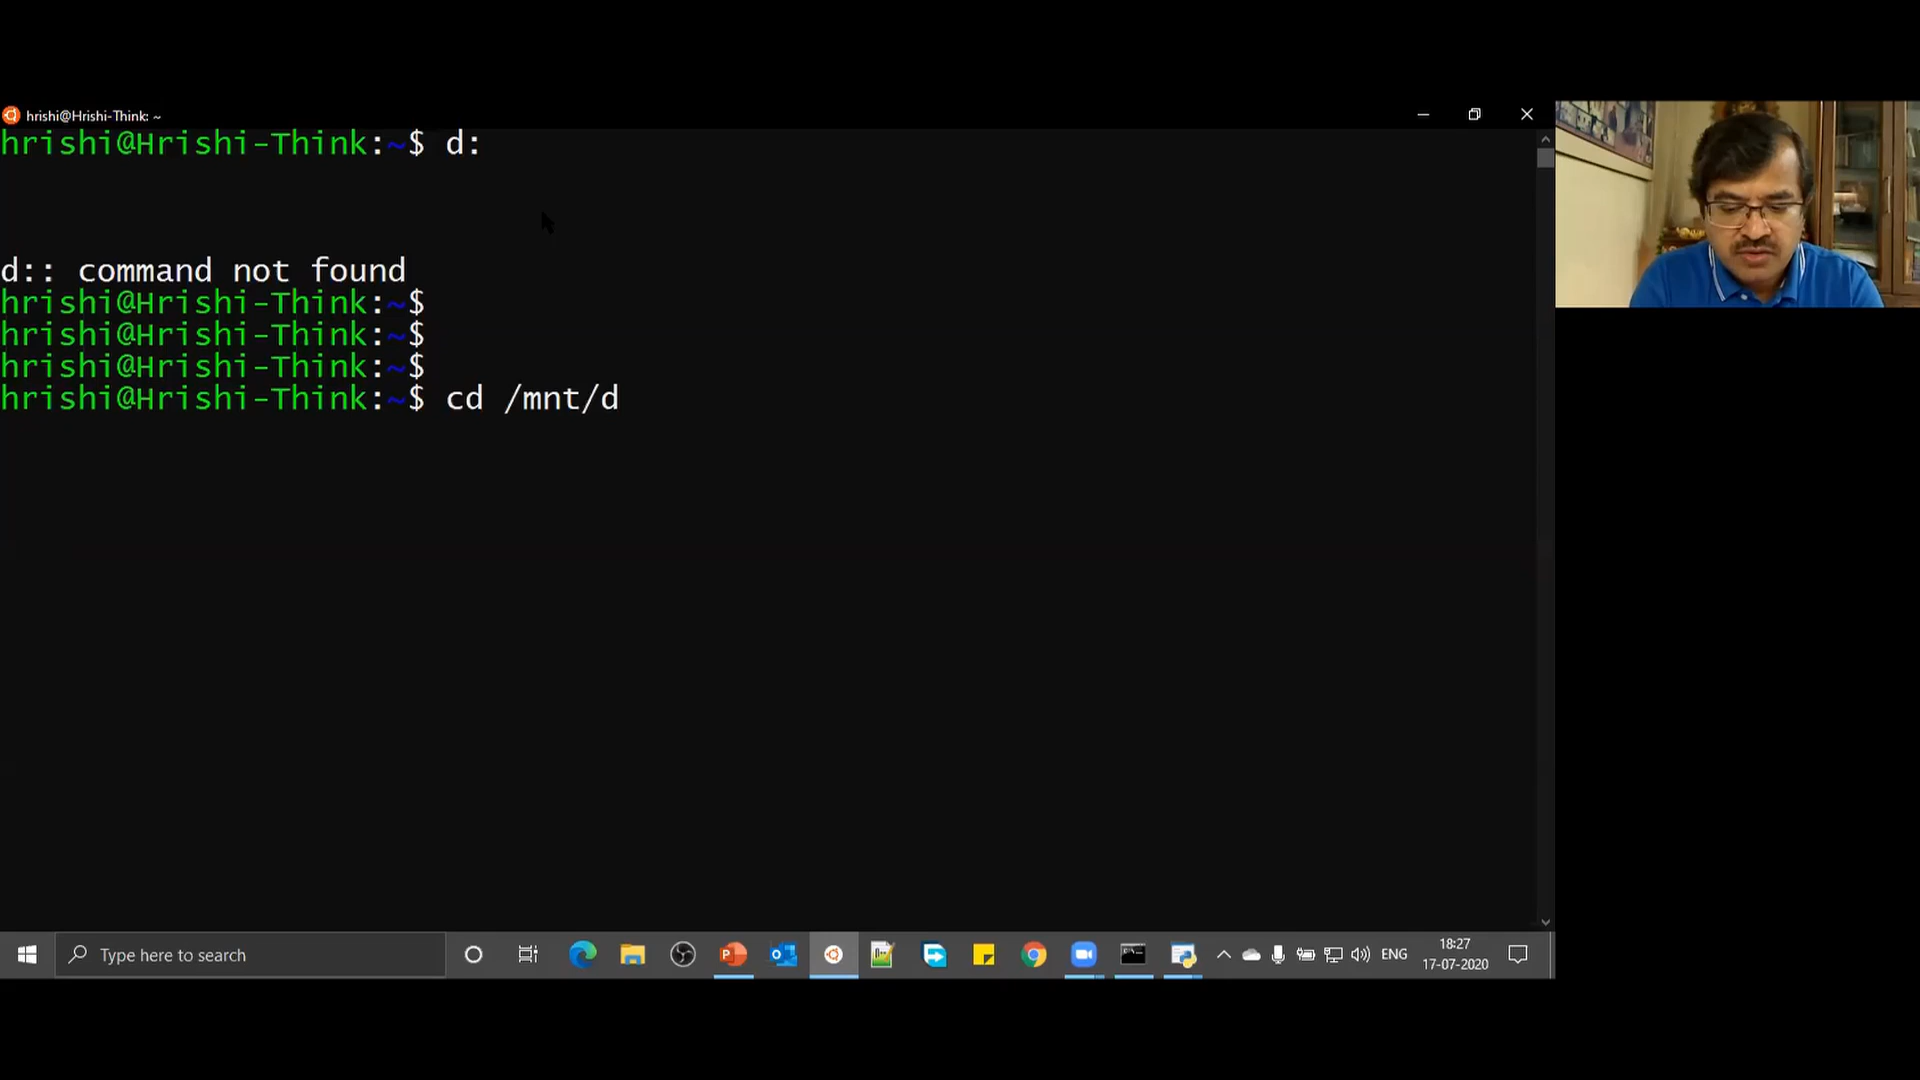 hrishi@Hrishi-Think: ~
hrishi@Hrishi-Think:~$ d:
d:: command not found
hrishi@Hrishi-Think:~$
hrishi@Hrishi-Think:~$
hrishi@Hrishi-Think:~$
hrishi@Hrishi-Think:~$ cd /mnt/d
Type here to search
ENG
18:27
17-07-2020